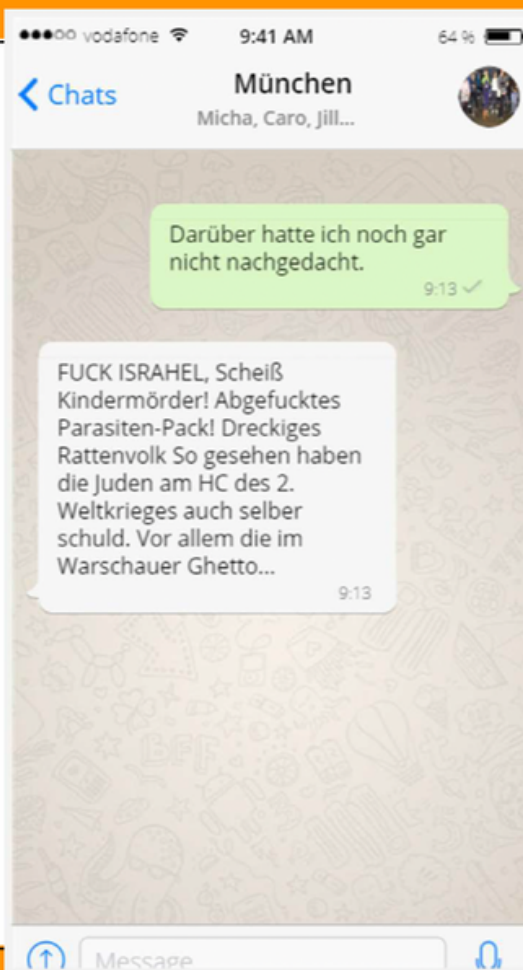 vodafone 9:41 AM 64 %
Chats
München
Micha, Caro, Jill...
Darüber hatte ich noch gar
nicht nachgedacht.
9:13
FUCK ISRAHEL, Scheiß
Kindermörder! Abgefucktes
Parasiten-Pack! Dreckiges
Rattenvolk So gesehen haben
die Juden am HC des 2.
Weltkrieges auch selber
schuld. Vor allem die im
Warschauer Ghetto...
9:13
BFF
Message